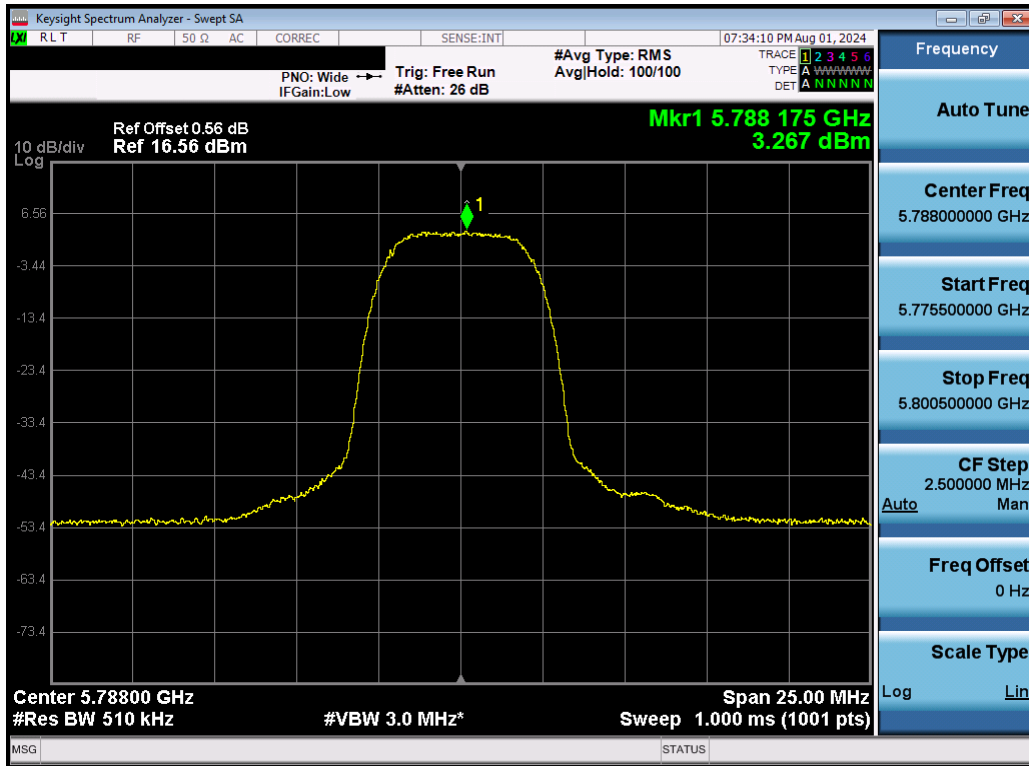 Keysight Spectrum Analyzer - Swept SA
LXI RLT RF 50 Ω AC CORREC SENSE:INT 07:34:10 PM Aug 01, 2024
PNO: Wide
IFGain:Low
Trig: Free Run
#Atten: 26 dB
#Avg Type: RMS
Avg|Hold: 100/100
TRACE 1 2 3 4 5 6
TYPE A WWWWW
DET A N N N N N
Mkr1 5.788 175 GHz
3.267 dBm
Ref Offset 0.56 dB
10 dB/div Ref 16.56 dBm
Log
1
6.56
-3.44
-13.4
-23.4
-33.4
-43.4
-53.4
-63.4
-73.4
Center 5.78800 GHz Span 25.00 MHz
#Res BW 510 kHz #VBW 3.0 MHz* Sweep 1.000 ms (1001 pts)
MSG STATUS
Frequency
Auto Tune
Center Freq
5.788000000 GHz
Start Freq
5.775500000 GHz
Stop Freq
5.800500000 GHz
CF Step
2.500000 MHz
Auto Man
Freq Offset
0 Hz
Scale Type
Log Lin